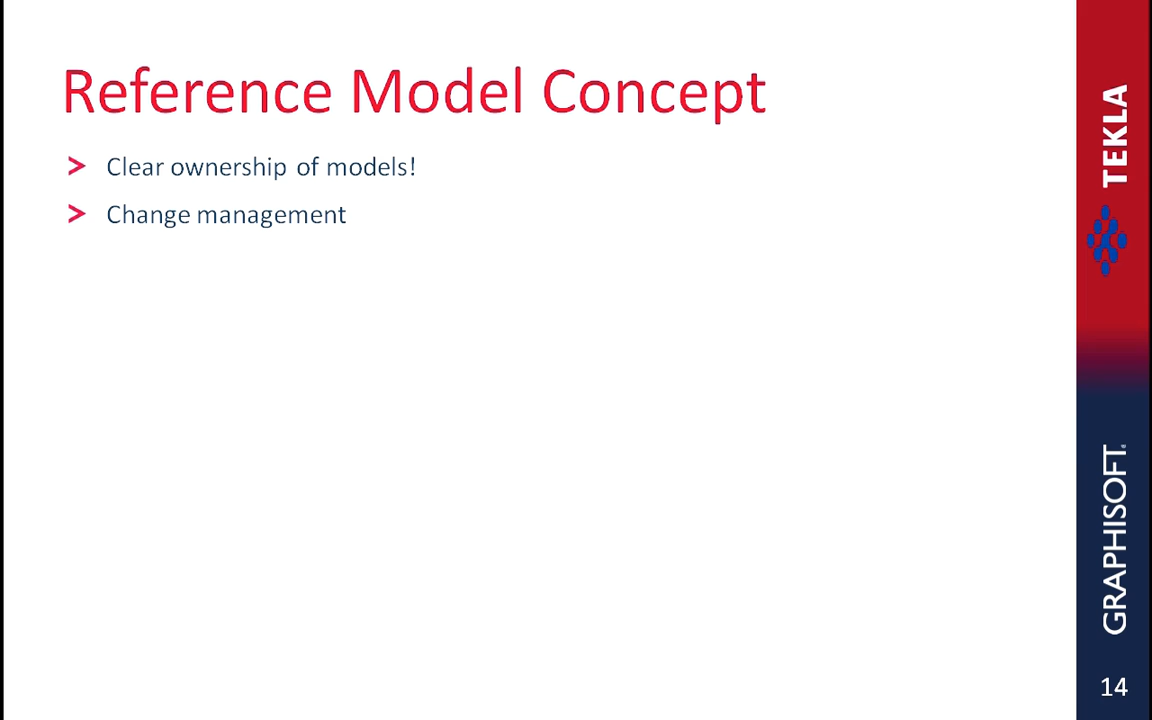 Reference Model Concept
> Clear ownership of models!
> Change management
TEKLA
GRAPHISOFT®
14